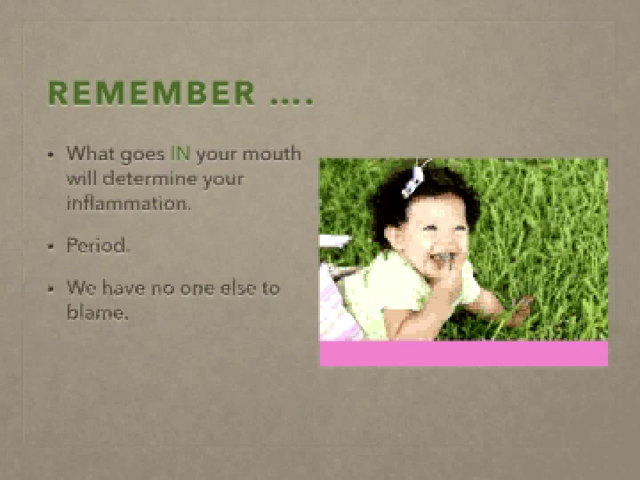 REMEMBER ....
• What goes IN your mouth
will determine your
inflammation.
• Period.
• We have no one else to
blame.